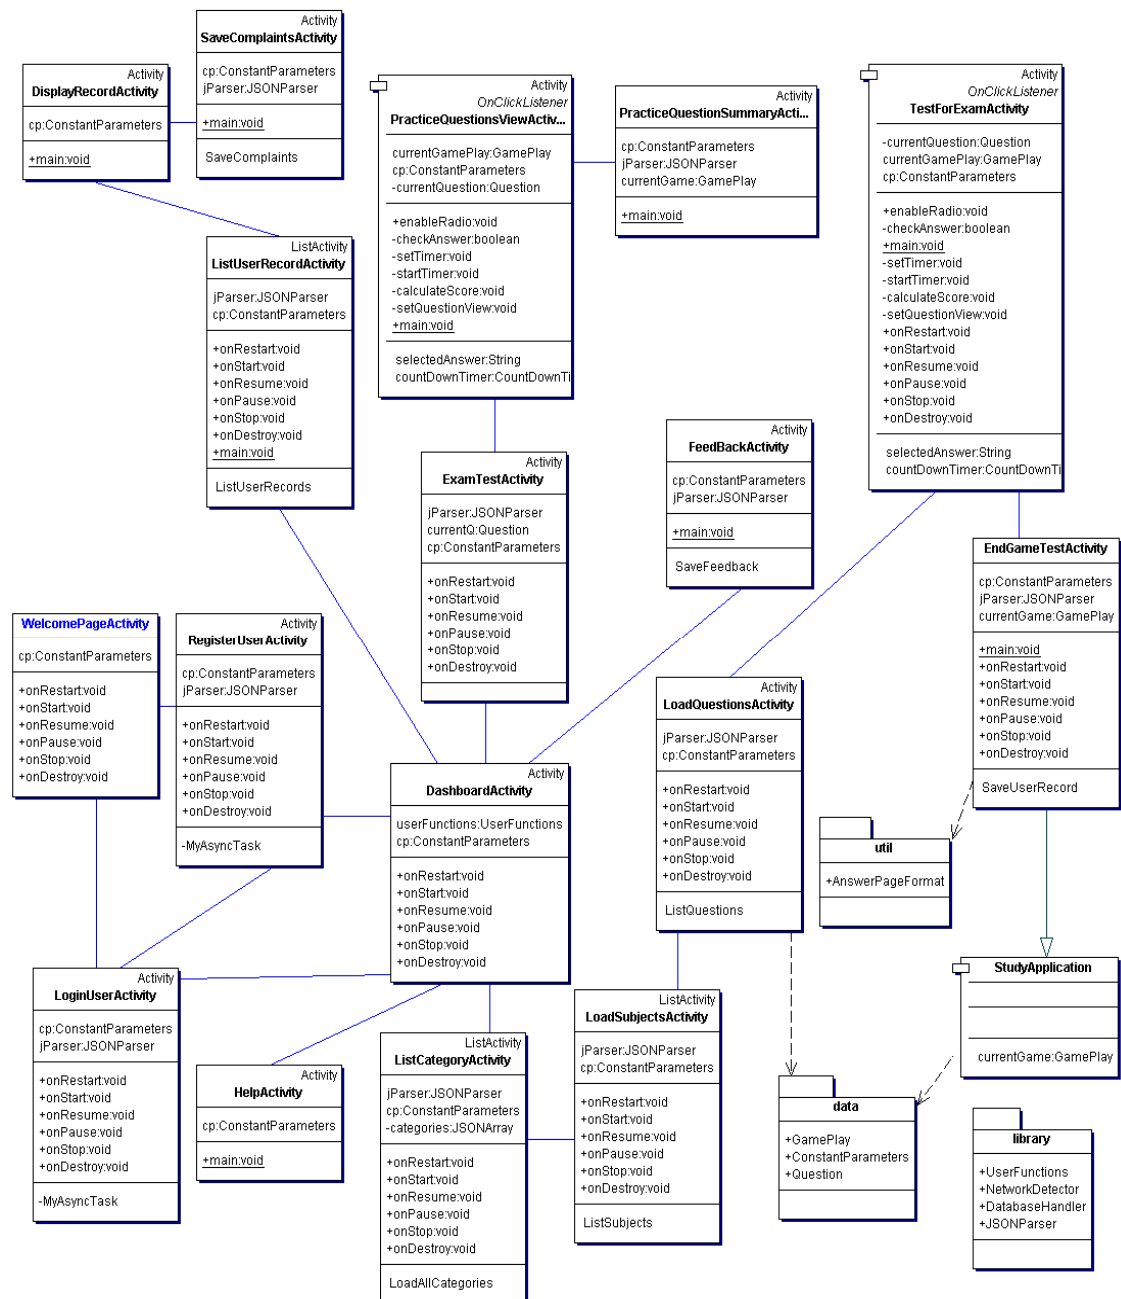 Activity
SaveComplaintsActivity
cp:ConstantParameters
jParser:JSONParser
+main:void
SaveComplaints
Activity
DisplayRecordActivity
cp:ConstantParameters
+main:void
Activity
OnClickListener
PracticeQuestionsViewActiv...
currentGamePlay:GamePlay
cp:ConstantParameters
-currentQuestion:Question
+enableRadio:void
-checkAnswer:boolean
-setTimer:void
-startTimer:void
-calculateScore:void
-setQuestionView:void
+main:void
selectedAnswer:String
countDownTimer:CountDownTi
Activity
PracticeQuestionSummaryActi...
cp:ConstantParameters
jParser:JSONParser
currentGame:GamePlay
+main:void
Activity
OnClickListener
TestForExamActivity
-currentQuestion:Question
currentGamePlay:GamePlay
cp:ConstantParameters
+enableRadio:void
-checkAnswer:boolean
+main:void
-setTimer:void
-startTimer:void
-calculateScore:void
-setQuestionView:void
+onRestart:void
+onStart:void
+onResume:void
+onPause:void
+onStop:void
+onDestroy:void
selectedAnswer:String
countDownTimer:CountDownTi
ListActivity
ListUserRecordActivity
jParser:JSONParser
cp:ConstantParameters
+onRestart:void
+onStart:void
+onResume:void
+onPause:void
+onStop:void
+onDestroy:void
+main:void
ListUserRecords
Activity
ExamTestActivity
jParser:JSONParser
currentQ:Question
cp:ConstantParameters
+onRestart:void
+onStart:void
+onResume:void
+onPause:void
+onStop:void
+onDestroy:void
Activity
FeedBackActivity
cp:ConstantParameters
jParser:JSONParser
+main:void
SaveFeedback
EndGameTestActivity
cp:ConstantParameters
jParser:JSONParser
currentGame:GamePlay
+main:void
+onRestart:void
+onStart:void
+onResume:void
+onPause:void
+onStop:void
+onDestroy:void
SaveUserRecord
WelcomePageActivity
cp:ConstantParameters
+onRestart:void
+onStart:void
+onResume:void
+onPause:void
+onStop:void
+onDestroy:void
Activity
RegisterUserActivity
cp:ConstantParameters
jParser:JSONParser
+onRestart:void
+onStart:void
+onResume:void
+onPause:void
+onStop:void
+onDestroy:void
-MyAsyncTask
Activity
DashboardActivity
userFunctions:UserFunctions
cp:ConstantParameters
+onRestart:void
+onStart:void
+onResume:void
+onPause:void
+onStop:void
+onDestroy:void
Activity
LoadQuestionsActivity
jParser:JSONParser
cp:ConstantParameters
+onRestart:void
+onStart:void
+onResume:void
+onPause:void
+onStop:void
+onDestroy:void
ListQuestions
util
+AnswerPageFormat
Activity
LoginUserActivity
cp:ConstantParameters
jParser:JSONParser
+onRestart:void
+onStart:void
+onResume:void
+onPause:void
+onStop:void
+onDestroy:void
-MyAsyncTask
Activity
HelpActivity
cp:ConstantParameters
+main:void
ListActivity
ListCategoryActivity
jParser:JSONParser
cp:ConstantParameters
-categories:JSONArray
+onRestart:void
+onStart:void
+onResume:void
+onPause:void
+onStop:void
+onDestroy:void
LoadAllCategories
ListActivity
LoadSubjectsActivity
jParser:JSONParser
cp:ConstantParameters
+onRestart:void
+onStart:void
+onResume:void
+onPause:void
+onStop:void
+onDestroy:void
ListSubjects
StudyApplication
currentGame:GamePlay
data
+GamePlay
+ConstantParameters
+Question
library
+UserFunctions
+NetworkDetector
+DatabaseHandler
+JSONParser